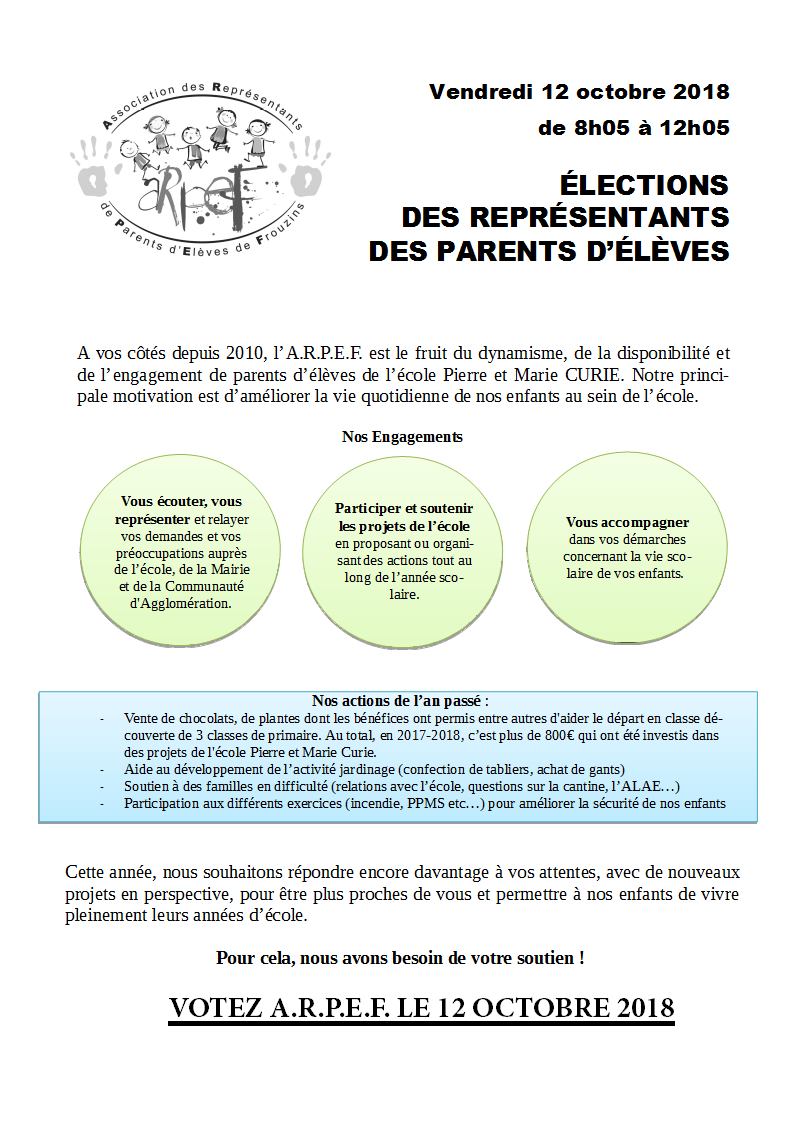 Association des Représentants
aRpeF
de Parents d'Elèves de Frouzins
Vendredi 12 octobre 2018
de 8h05 à 12h05
ÉLECTIONS
DES REPRÉSENTANTS
DES PARENTS D'ÉLÈVES
A vos côtés depuis 2010, l'A.R.P.E.F. est le fruit du dynamisme, de la disponibilité et
de l'engagement de parents d'élèves de l'école Pierre et Marie CURIE. Notre princi-
pale motivation est d'améliorer la vie quotidienne de nos enfants au sein de l'école.
Nos Engagements
Vous écouter, vous
représenter et relayer
vos demandes et vos
préoccupations auprès
de l'école, de la Mairie
et de la Communauté
d'Agglomération.
Participer et soutenir
les projets de l'école
en proposant ou organi-
sant des actions tout au
long de l'année sco-
laire.
Vous accompagner
dans vos démarches
concernant la vie sco-
laire de vos enfants.
Nos actions de l'an passé :
- Vente de chocolats, de plantes dont les bénéfices ont permis entre autres d'aider le départ en classe dé-
couverte de 3 classes de primaire. Au total, en 2017-2018, c'est plus de 800€ qui ont été investis dans
des projets de l'école Pierre et Marie Curie.
- Aide au développement de l'activité jardinage (confection de tabliers, achat de gants)
- Soutien à des familles en difficulté (relations avec l'école, questions sur la cantine, l'ALAE…)
- Participation aux différents exercices (incendie, PPMS etc…) pour améliorer la sécurité de nos enfants
Cette année, nous souhaitons répondre encore davantage à vos attentes, avec de nouveaux
projets en perspective, pour être plus proches de vous et permettre à nos enfants de vivre
pleinement leurs années d'école.
Pour cela, nous avons besoin de votre soutien !
VOTEZ A.R.P.E.F. LE 12 OCTOBRE 2018